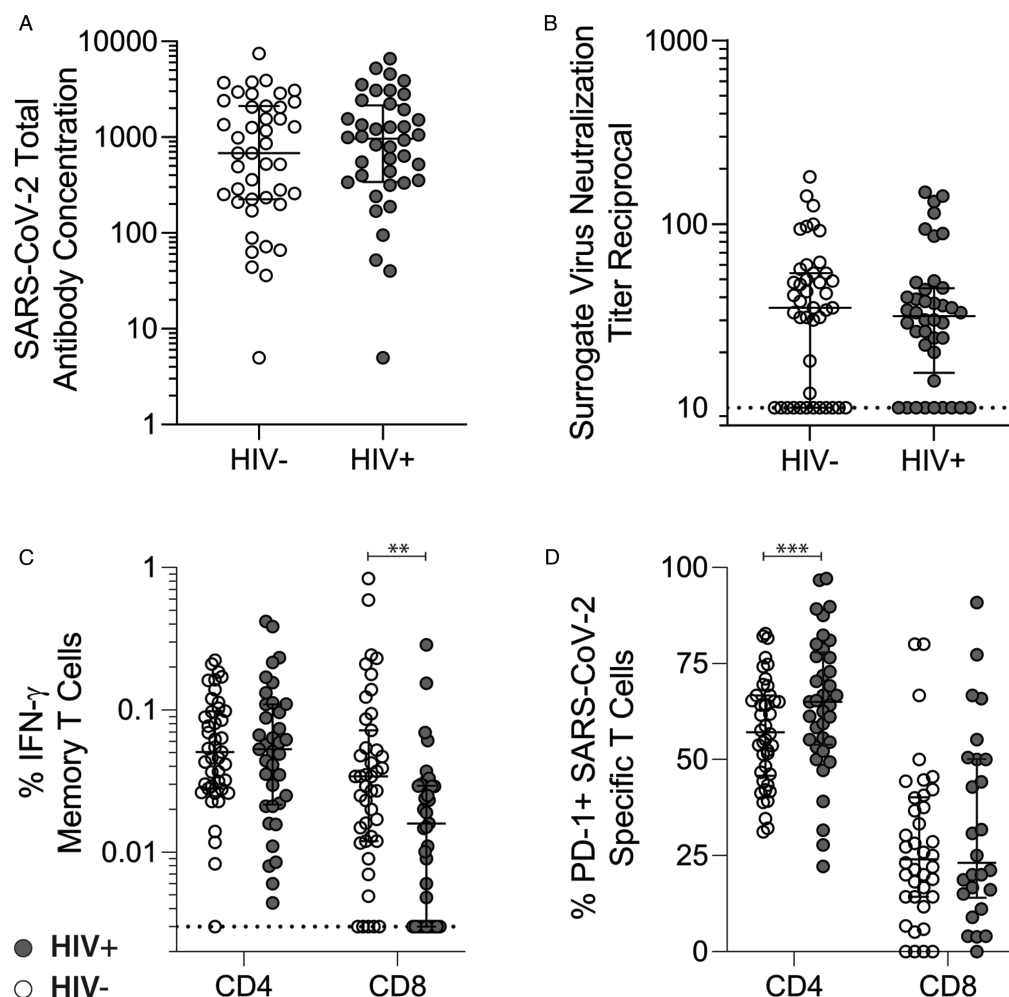 A
SARS-CoV-2 Total
Antibody Concentration
10000
1000
100
10
1
HIV-
HIV+
B
Surrogate Virus Neutralization
Titer Reciprocal
1000
100
10
HIV-
HIV+
C
% IFN-γ
Memory T Cells
1
0.1
0.01
**
CD4
CD8
HIV+
HIV-
D
% PD-1+ SARS-CoV-2
Specific T Cells
100
75
50
25
0
***
CD4
CD8